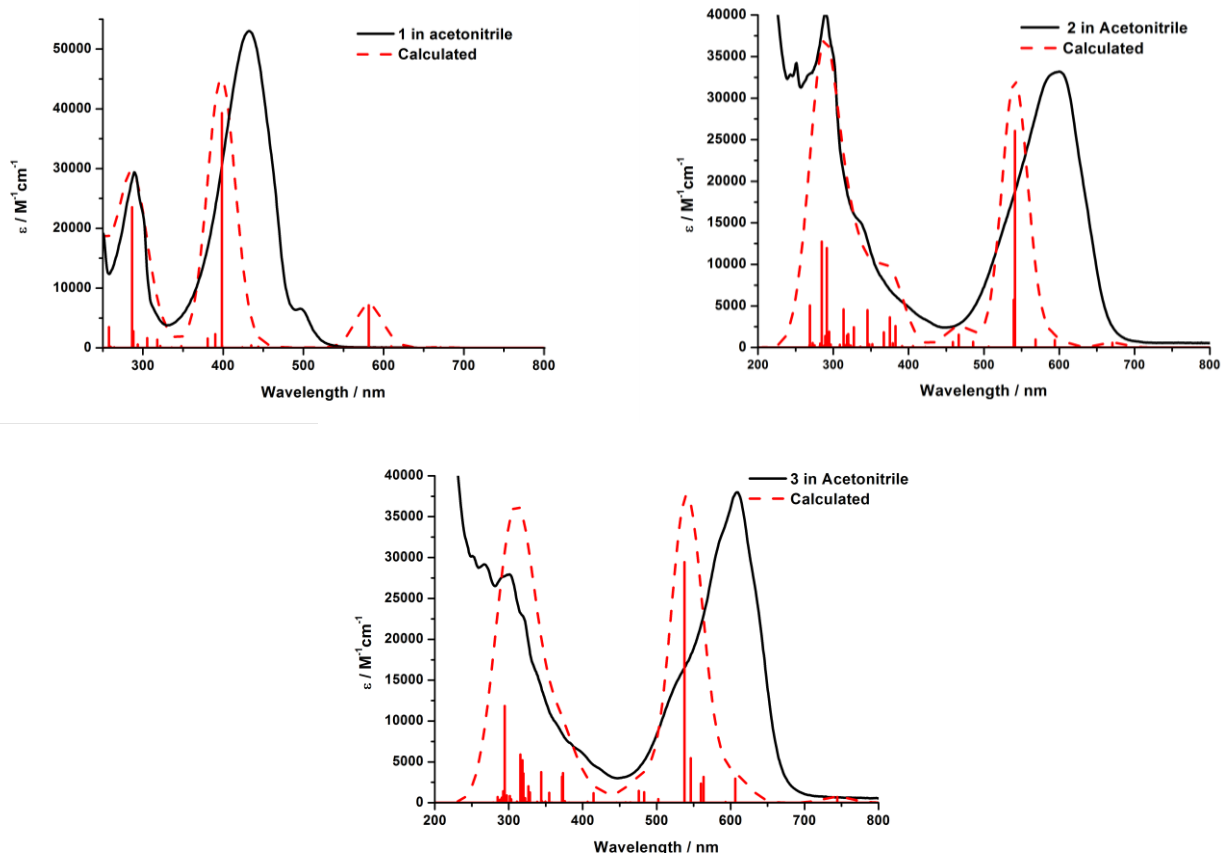 1 in acetonitrile
Calculated
50000
40000
30000
20000
10000
0
ε / M⁻¹cm⁻¹
300 400 500 600 700 800
Wavelength / nm
2 in Acetonitrile
Calculated
40000
35000
30000
25000
20000
15000
10000
5000
0
ε / M⁻¹cm⁻¹
200 300 400 500 600 700 800
Wavelength / nm
3 in Acetonitrile
Calculated
40000
35000
30000
25000
20000
15000
10000
5000
0
ε / M⁻¹cm⁻¹
200 300 400 500 600 700 800
Wavelength / nm